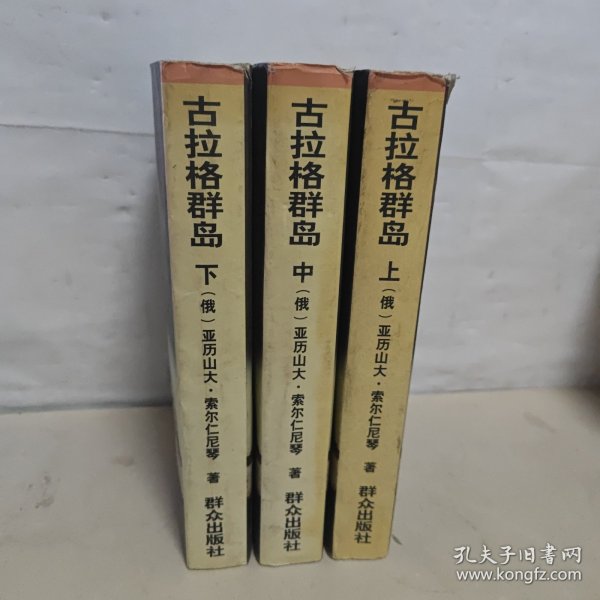 古拉格群岛
下
（俄）亚历山大·索尔仁尼琴 著
群众出版社
古拉格群岛
中
（俄）亚历山大·索尔仁尼琴 著
群众出版社
古拉格群岛
上
（俄）亚历山大·索尔仁尼琴 著
群众出版社
孔夫子旧书网
www.kongfz.com